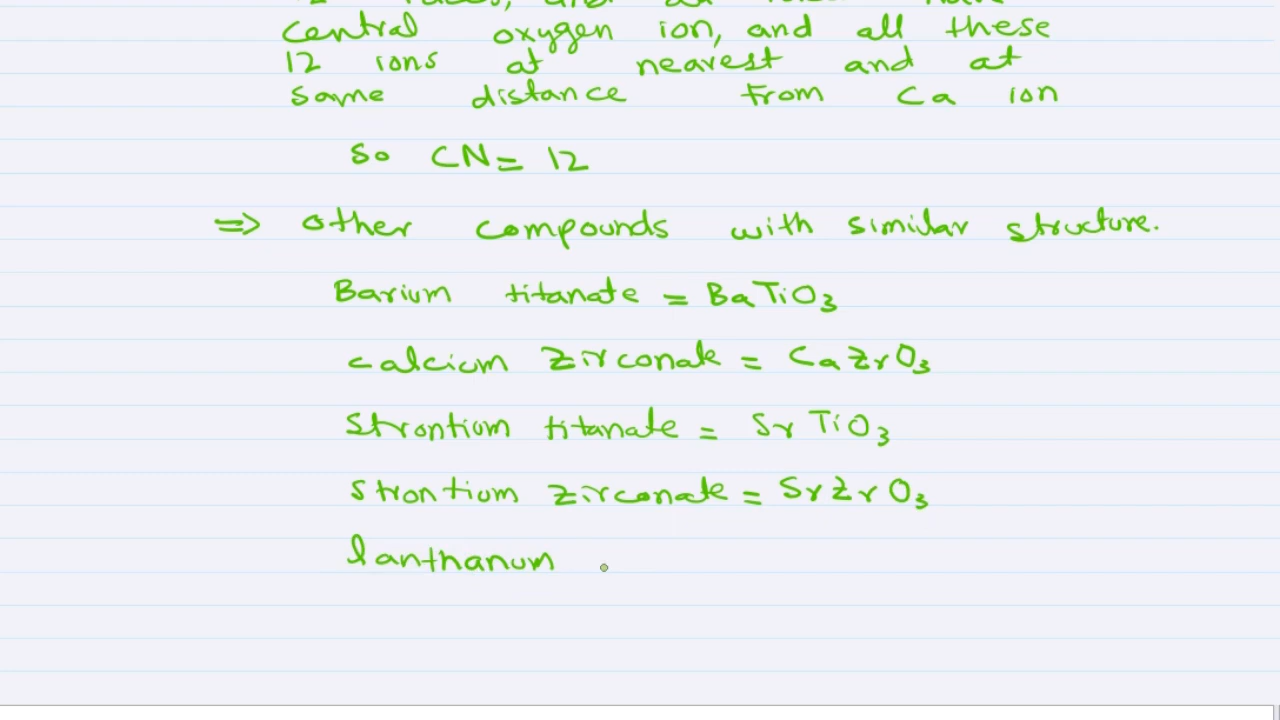 central oxygen ion, and all these
12 ions at nearest and at
same distance from Ca ion
So CN = 12
⇒ Other compounds with similar structure.
Barium titanate = BaTiO3
calcium zirconate = CaZrO3
Strontium titanate = SrTiO3
Strontium zirconate = SrZrO3
lanthanum